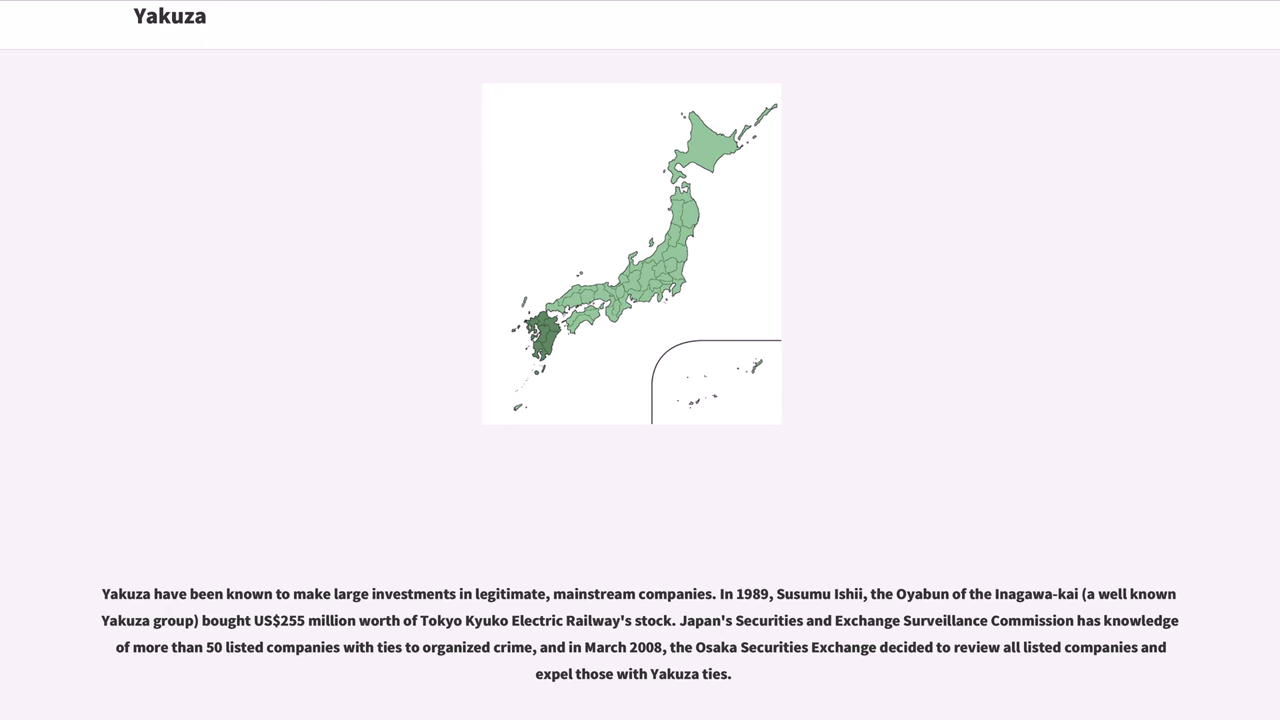 Yakuza
Yakuza have been known to make large investments in legitimate, mainstream companies. In 1989, Susumu Ishii, the Oyabun of the Inagawa-kai (a well known
Yakuza group) bought US$255 million worth of Tokyo Kyuko Electric Railway's stock. Japan's Securities and Exchange Surveillance Commission has knowledge
of more than 50 listed companies with ties to organized crime, and in March 2008, the Osaka Securities Exchange decided to review all listed companies and
expel those with Yakuza ties.